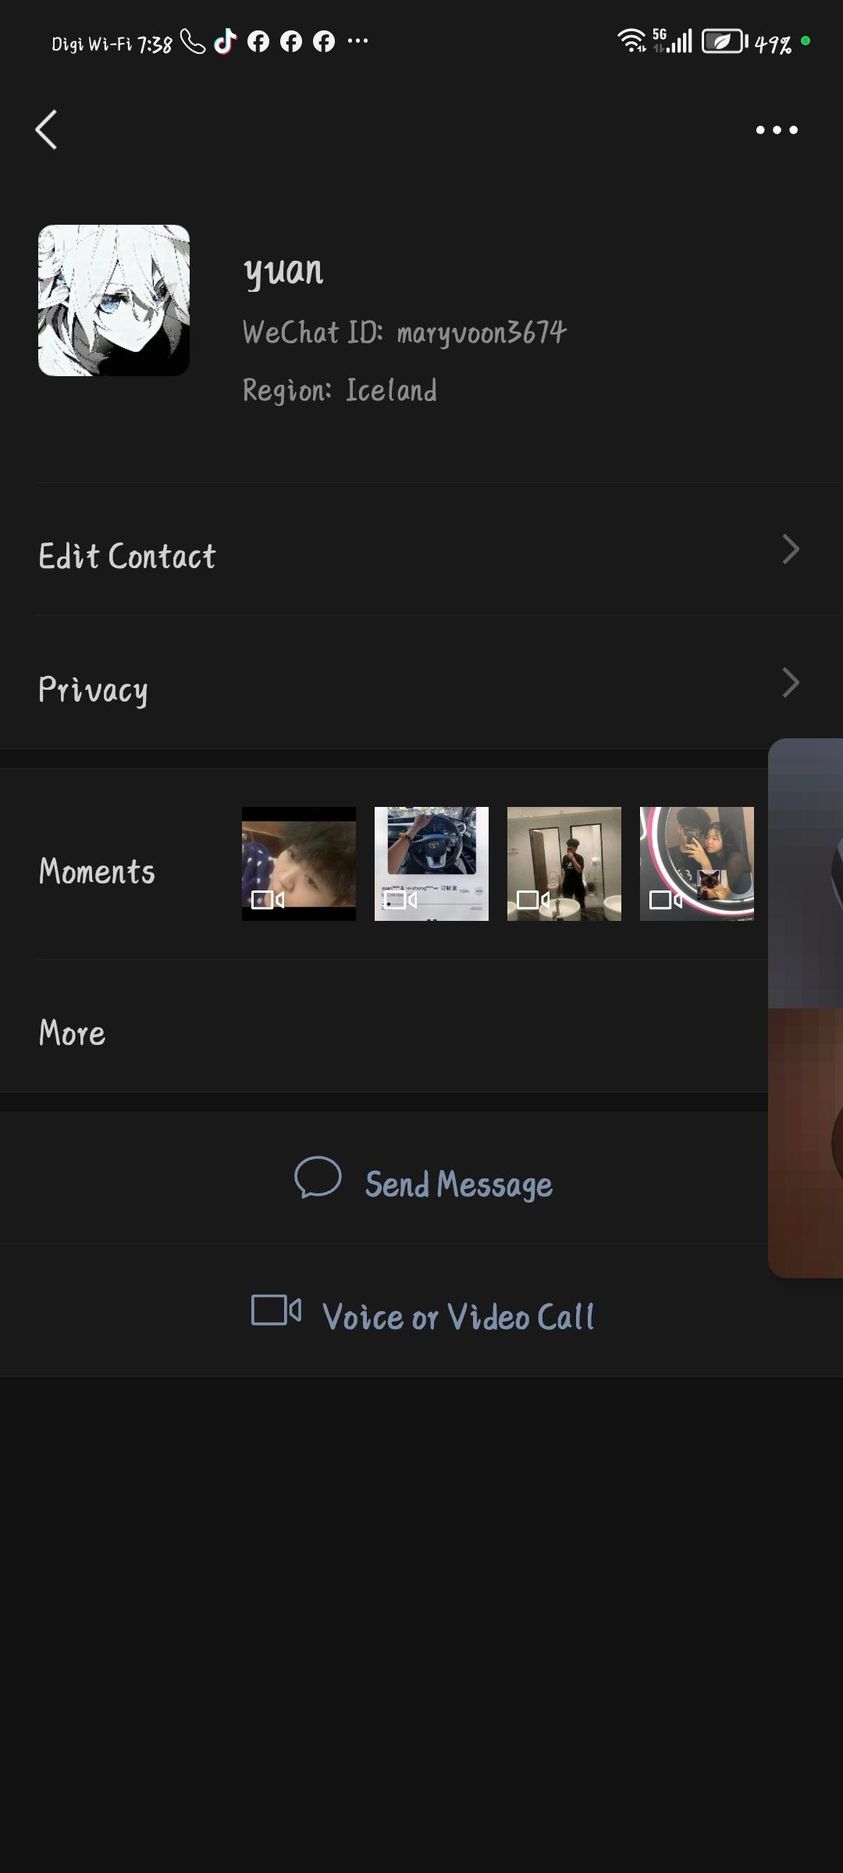 Digi Wi-Fi 7:38
5G
49%
yuan
WeChat ID: maryvoon3674
Region: Iceland
Edit Contact
Privacy
Moments
More
Send Message
Voice or Video Call